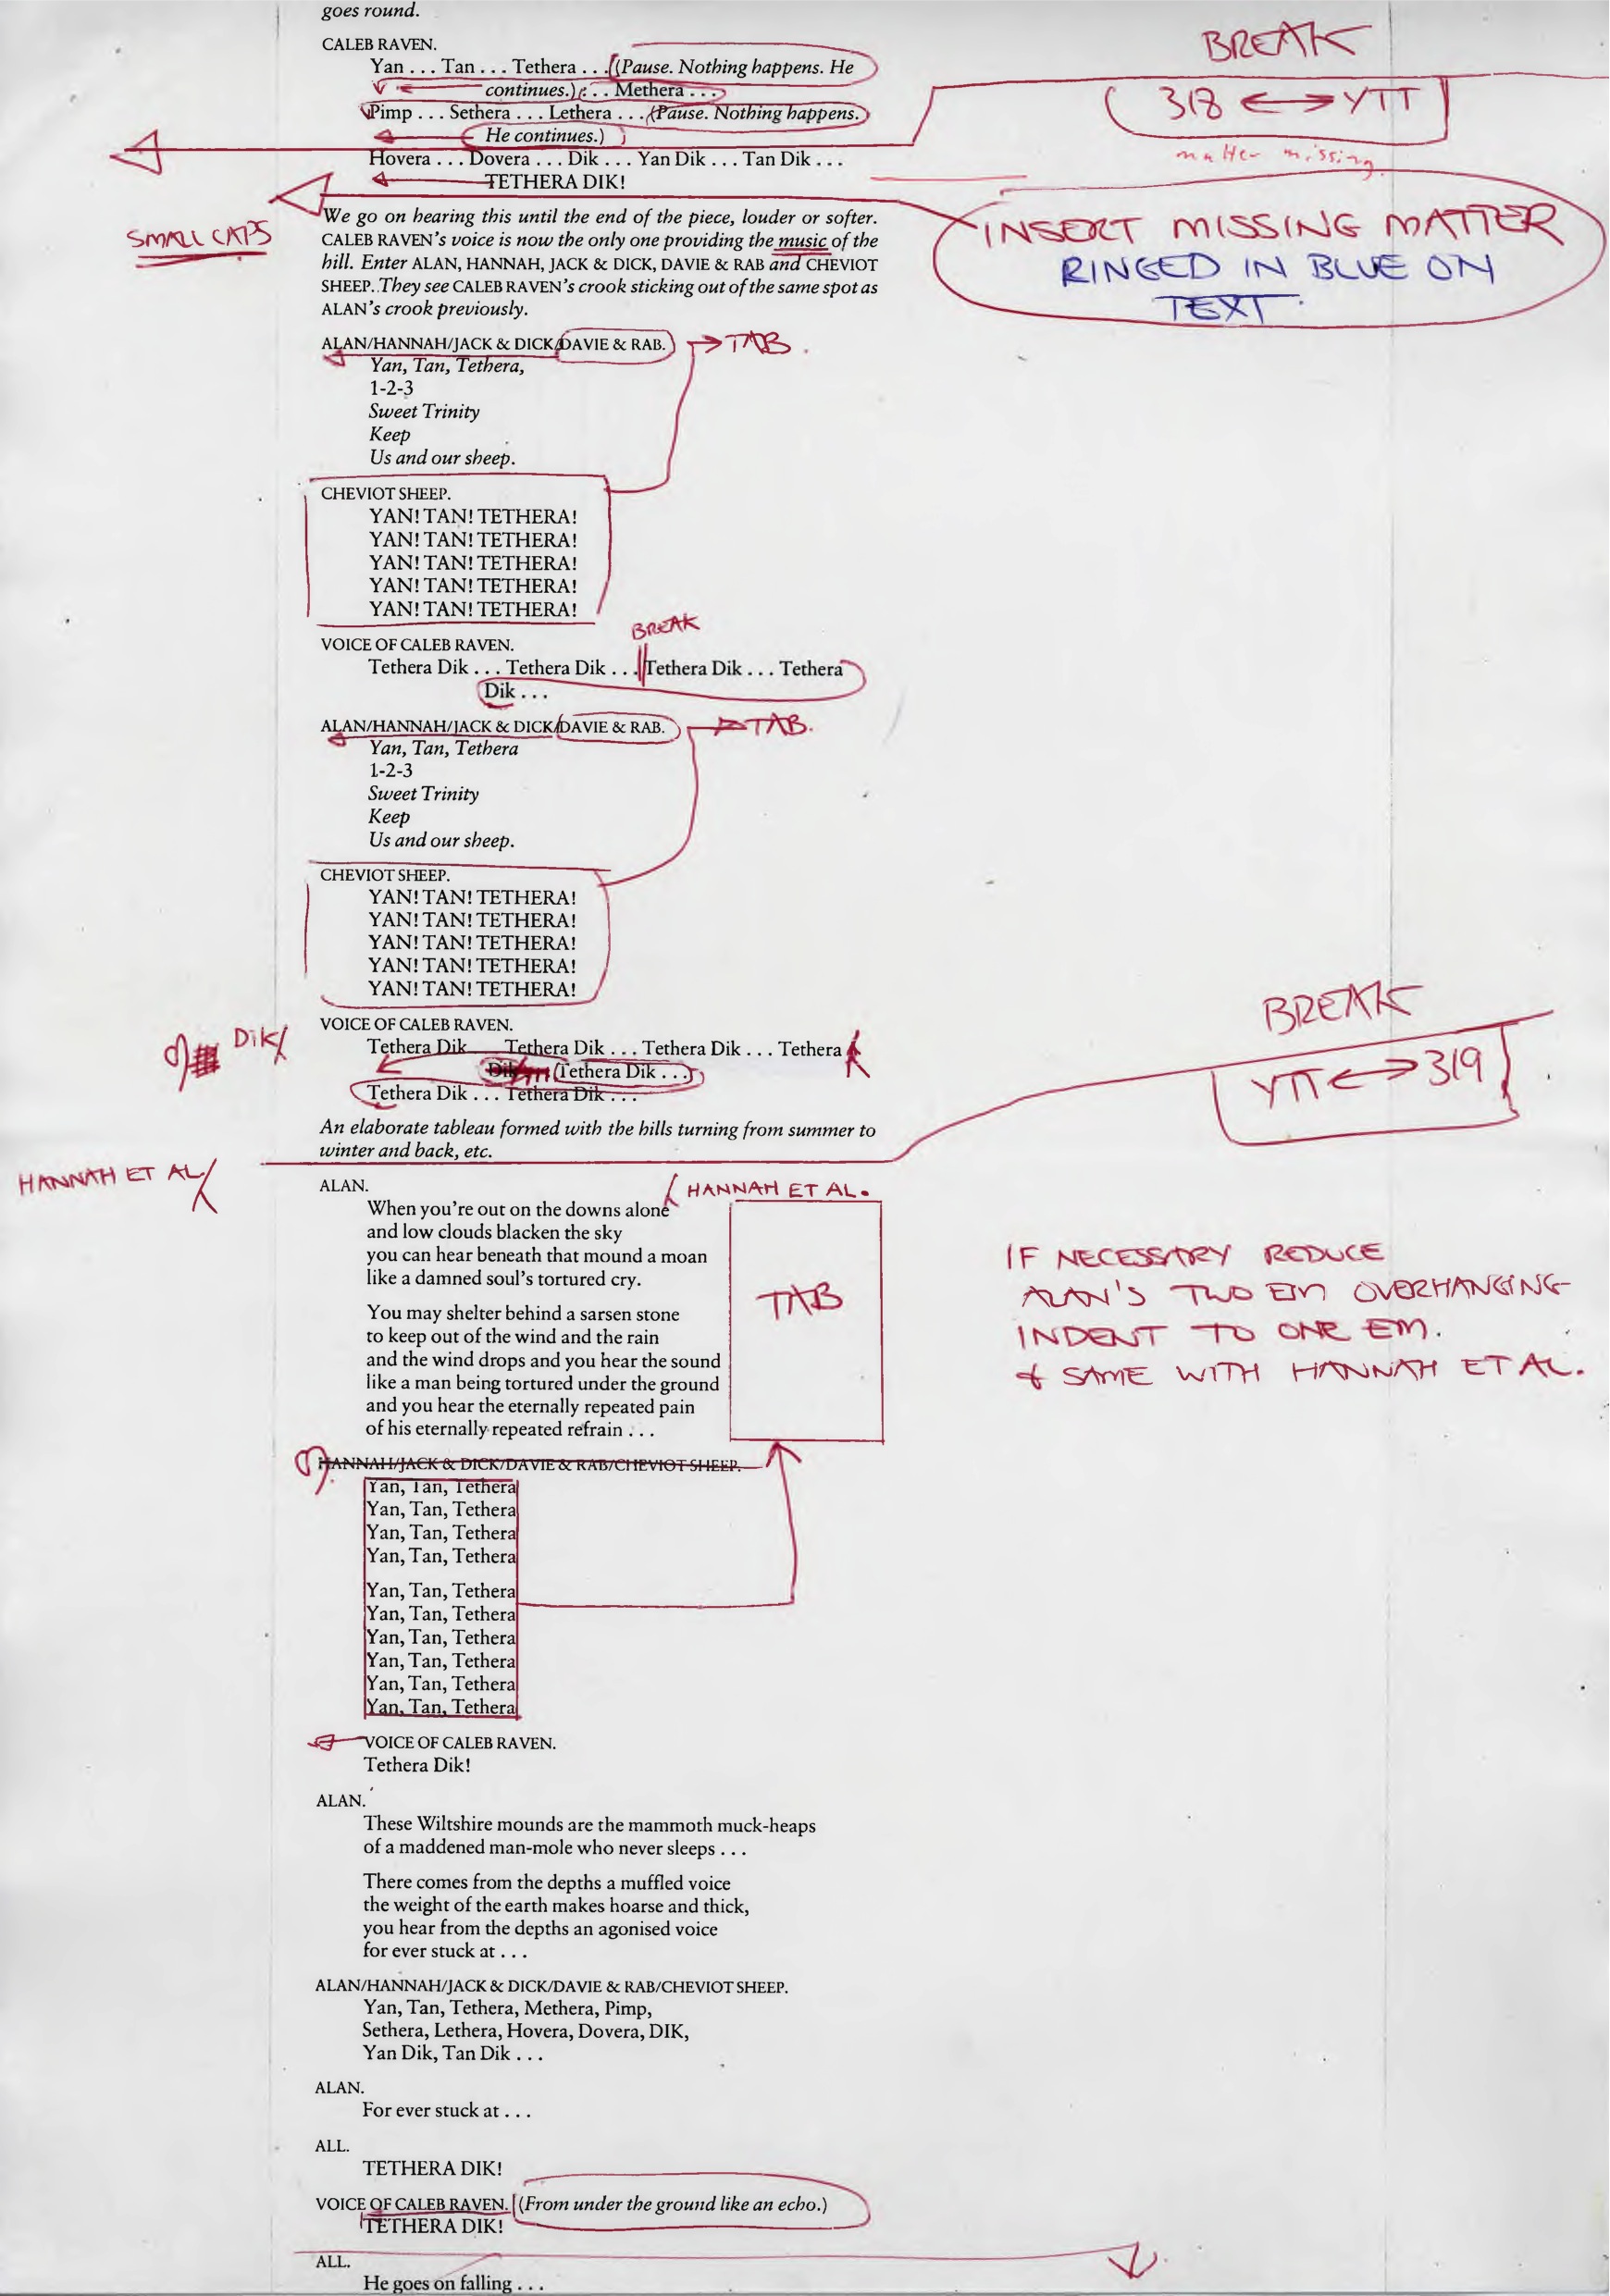 goes round.
BREAK
CALEB RAVEN.
Yan . . . Tan . . . Tethera . . . (Pause. Nothing happens. He
continues.) . . . Methera . . .
318 ↔ YTT
Pimp . . . Sethera . . . Lethera . . . (Pause. Nothing happens.
He continues.)
matter missing
Hovera . . . Dovera . . . Dik . . . Yan Dik . . . Tan Dik . . .
TETHERA DIK!
SMALL CAPS
We go on hearing this until the end of the piece, louder or softer.
CALEB RAVEN's voice is now the only one providing the music of the
hill. Enter ALAN, HANNAH, JACK & DICK, DAVIE & RAB and CHEVIOT
SHEEP. They see CALEB RAVEN's crook sticking out of the same spot as
ALAN's crook previously.
INSERT MISSING MATTER
RINGED IN BLUE ON
TEXT.
ALAN/HANNAH/JACK & DICK/DAVIE & RAB.
TAB.
Yan, Tan, Tethera,
1-2-3
Sweet Trinity
Keep
Us and our sheep.
CHEVIOT SHEEP.
YAN! TAN! TETHERA!
YAN! TAN! TETHERA!
YAN! TAN! TETHERA!
YAN! TAN! TETHERA!
YAN! TAN! TETHERA!
BREAK
VOICE OF CALEB RAVEN.
Tethera Dik . . . Tethera Dik . . . Tethera Dik . . . Tethera
Dik . . .
ALAN/HANNAH/JACK & DICK/DAVIE & RAB.
TAB.
Yan, Tan, Tethera
1-2-3
Sweet Trinity
Keep
Us and our sheep.
CHEVIOT SHEEP.
YAN! TAN! TETHERA!
YAN! TAN! TETHERA!
YAN! TAN! TETHERA!
YAN! TAN! TETHERA!
YAN! TAN! TETHERA!
BREAK
VOICE OF CALEB RAVEN.
Dik/
Tethera Dik . . . Tethera Dik . . . Tethera Dik . . . Tethera
Dik . . . Tethera Dik . . .
YTT ↔ 319
Tethera Dik . . . Tethera Dik . . .
An elaborate tableau formed with the hills turning from summer to
winter and back, etc.
HANNAH ET AL/
ALAN.
HANNAH ET AL.
When you're out on the downs alone
and low clouds blacken the sky
you can hear beneath that mound a moan
like a damned soul's tortured cry.
TAB
IF NECESSARY REDUCE
ALAN'S TWO EM OVERHANGING
INDENT TO ONE EM.
& SAME WITH HANNAH ET AL.
You may shelter behind a sarsen stone
to keep out of the wind and the rain
and the wind drops and you hear the sound
like a man being tortured under the ground
and you hear the eternally repeated pain
of his eternally repeated refrain . . .
HANNAH/JACK & DICK/DAVIE & RAB/CHEVIOT SHEEP.
Yan, Tan, Tethera
Yan, Tan, Tethera
Yan, Tan, Tethera
Yan, Tan, Tethera
Yan, Tan, Tethera
Yan, Tan, Tethera
Yan, Tan, Tethera
Yan, Tan, Tethera
Yan, Tan, Tethera
Yan, Tan, Tethera
VOICE OF CALEB RAVEN.
Tethera Dik!
ALAN.
These Wiltshire mounds are the mammoth muck-heaps
of a maddened man-mole who never sleeps . . .
There comes from the depths a muffled voice
the weight of the earth makes hoarse and thick,
you hear from the depths an agonised voice
for ever stuck at . . .
ALAN/HANNAH/JACK & DICK/DAVIE & RAB/CHEVIOT SHEEP.
Yan, Tan, Tethera, Methera, Pimp,
Sethera, Lethera, Hovera, Dovera, DIK,
Yan Dik, Tan Dik . . .
ALAN.
For ever stuck at . . .
ALL.
TETHERA DIK!
VOICE OF CALEB RAVEN. (From under the ground like an echo.)
TETHERA DIK!
ALL.
He goes on falling . . .